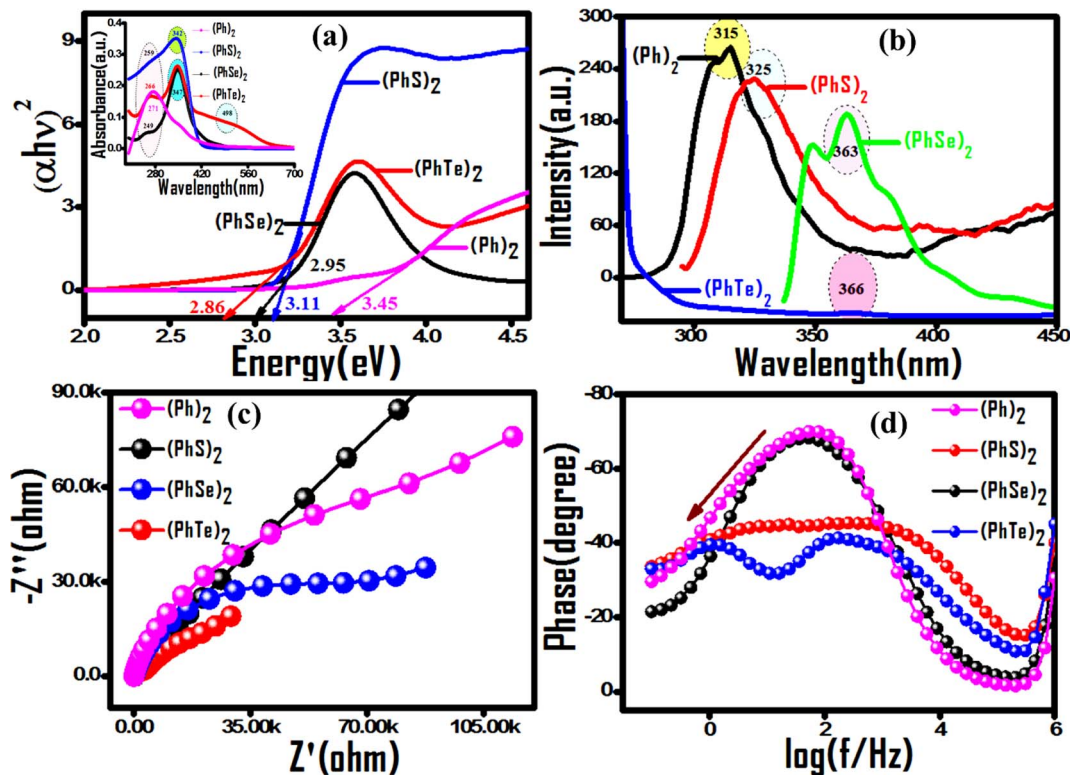 (a)
(αhν)²
9
6
3
0
2.0 2.5 3.0 3.5 4.0 4.5
Energy(eV)
(PhS)₂
(PhTe)₂
(PhSe)₂
(Ph)₂
2.95
2.86
3.11
3.45
Absorbance(a.u.)
0.4
0.3
0.2
0.1
0.0
280 420 560 700
Wavelength(nm)
259
342
266
271
347
249
498
(Ph)₂
(PhS)₂
(PhSe)₂
(PhTe)₂
(b)
Intensity(a.u.)
300
240
180
120
60
0
300 350 400 450
Wavelength(nm)
315
325
363
366
(Ph)₂
(PhS)₂
(PhSe)₂
(PhTe)₂
(c)
-Z''(ohm)
90.0k
60.0k
30.0k
0.0
0.00 35.00k 70.00k 105.00k
Z'(ohm)
(Ph)₂
(PhS)₂
(PhSe)₂
(PhTe)₂
(d)
Phase(degree)
-80
-60
-40
-20
0
0 2 4 6
log(f/Hz)
(Ph)₂
(PhS)₂
(PhSe)₂
(PhTe)₂